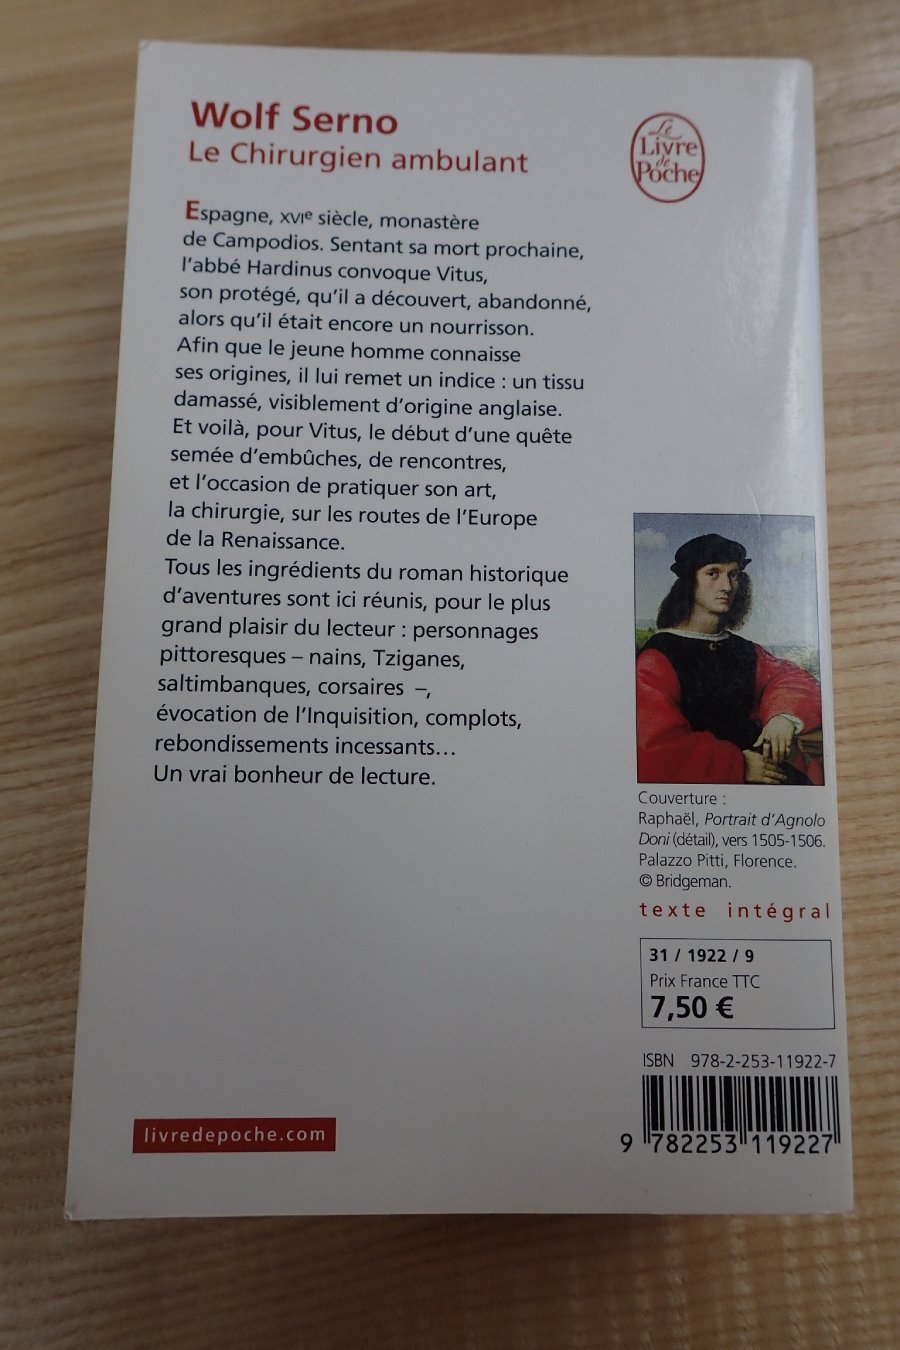 Wolf Serno
Le Chirurgien ambulant
Le
Livre
de
Poche
Espagne, XVIe siècle, monastère
de Campodios. Sentant sa mort prochaine,
l'abbé Hardinus convoque Vitus,
son protégé, qu'il a découvert, abandonné,
alors qu'il était encore un nourrisson.
Afin que le jeune homme connaisse
ses origines, il lui remet un indice : un tissu
damassé, visiblement d'origine anglaise.
Et voilà, pour Vitus, le début d'une quête
semée d'embûches, de rencontres,
et l'occasion de pratiquer son art,
la chirurgie, sur les routes de l'Europe
de la Renaissance.
Tous les ingrédients du roman historique
d'aventures sont ici réunis, pour le plus
grand plaisir du lecteur : personnages
pittoresques – nains, Tziganes,
saltimbanques, corsaires –,
évocation de l'Inquisition, complots,
rebondissements incessants...
Un vrai bonheur de lecture.
Couverture :
Raphaël, Portrait d'Agnolo
Doni (détail), vers 1505-1506.
Palazzo Pitti, Florence.
© Bridgeman.
texte intégral
31 / 1922 / 9
Prix France TTC
7,50 €
ISBN 978-2-253-11922-7
9 782253 119227
livredepoche.com